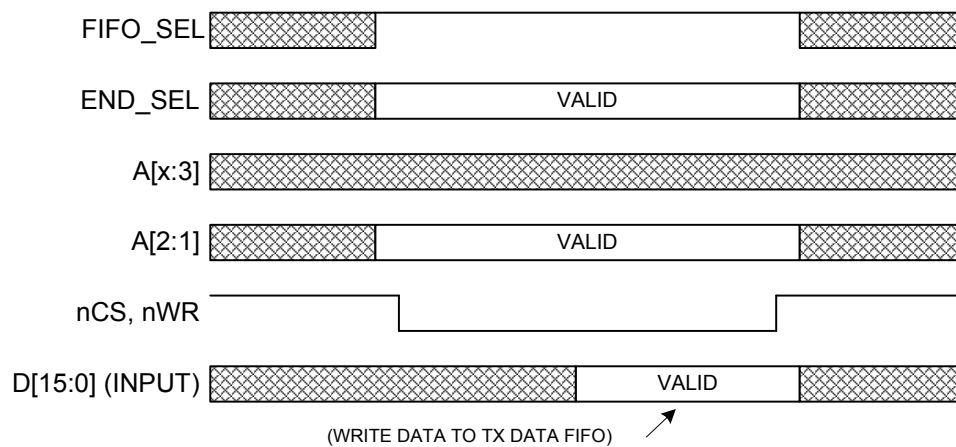 FIFO_SEL
END_SEL VALID
A[x:3]
A[2:1] VALID
nCS, nWR
D[15:0] (INPUT) VALID
(WRITE DATA TO TX DATA FIFO)